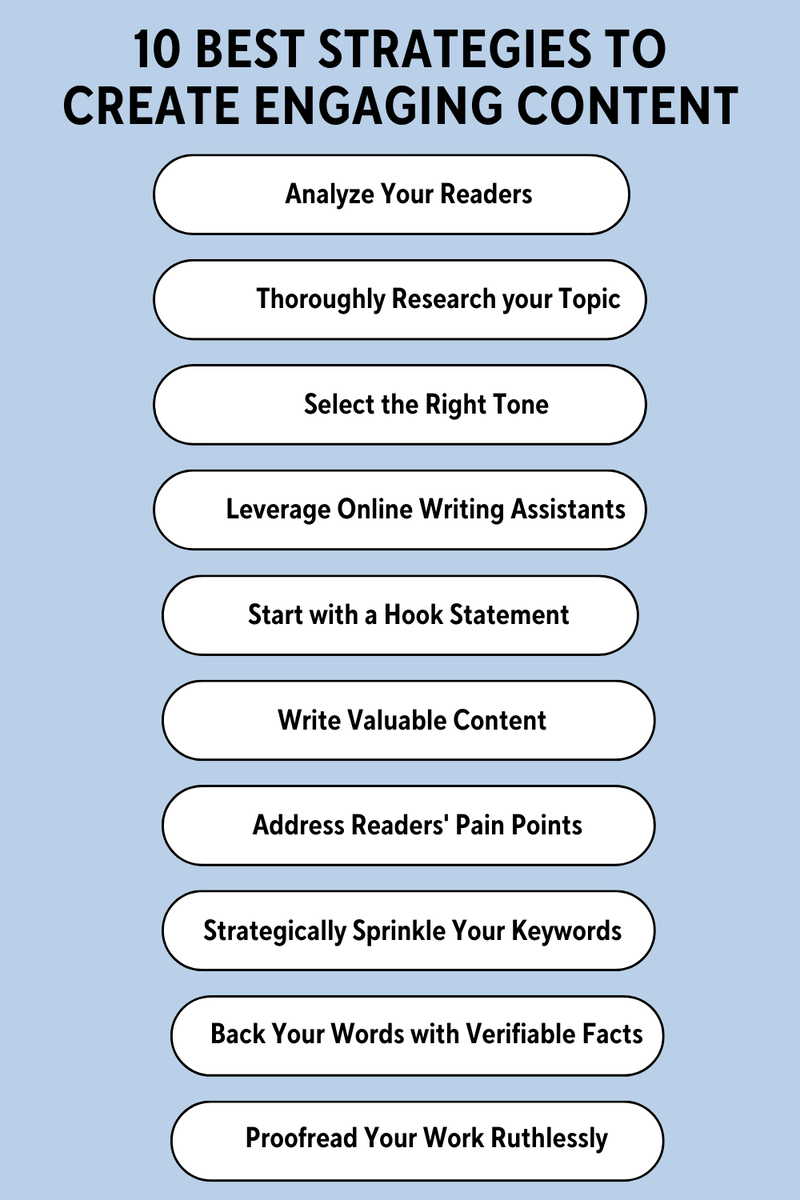 10 BEST STRATEGIES TO
CREATE ENGAGING CONTENT
Analyze Your Readers
Thoroughly Research your Topic
Select the Right Tone
Leverage Online Writing Assistants
Start with a Hook Statement
Write Valuable Content
Address Readers' Pain Points
Strategically Sprinkle Your Keywords
Back Your Words with Verifiable Facts
Proofread Your Work Ruthlessly